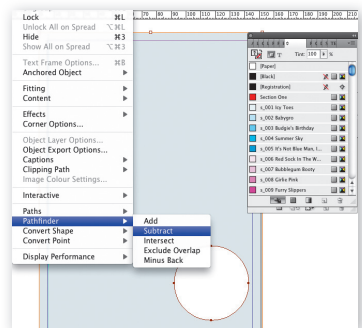 Lock ⌘L
Unlock All on Spread ⌥⌘L
Hide ⌘3
Show All on Spread ⌥⌘3
Text Frame Options... ⌘B
Anchored Object
Fitting
Content
Effects
Corner Options...
Object Layer Options...
Object Export Options...
Captions
Clipping Path
Image Colour Settings...
Interactive
Paths
Pathfinder
Convert Shape
Convert Point
Display Performance
Add
Subtract
Intersect
Exclude Overlap
Minus Back
70 80 90 100 110 120 130 140 150 160 170 180 190 200 210
T Tint: 100 %
[Paper]
[Black]
[Registration]
Section One
s_001 Icy Toes
s_002 Babygro
s_003 Budgie's Birthday
s_004 Summer Sky
s_005 It's Not Blue Man, I...
s_006 Red Sock In The W...
s_007 Bubblegum Booty
s_008 Girlie Pink
s_009 Furry Slippers